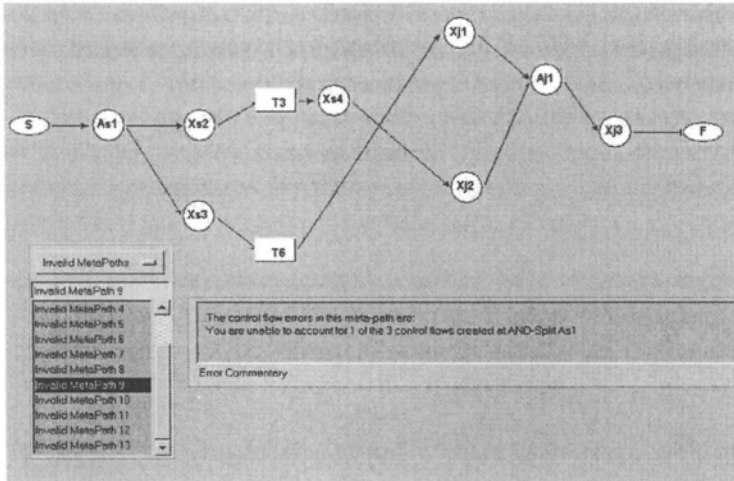 Xj1
Aj1
T3
Xs4
S
As1
Xs2
Xj3
F
Xj2
Xs3
T6
Invalid MetaPaths
Invalid MetaPath 9
Invalid MetaPath 4
Invalid MetaPath 5
Invalid MetaPath 6
Invalid MetaPath 7
Invalid MetaPath 8
Invalid MetaPath 9
Invalid MetaPath 10
Invalid MetaPath 11
Invalid MetaPath 12
Invalid MetaPath 13
The control flow errors in this meta-path are:
You are unable to account for 1 of the 3 control flows created at AND-Split As1
Error Commentary